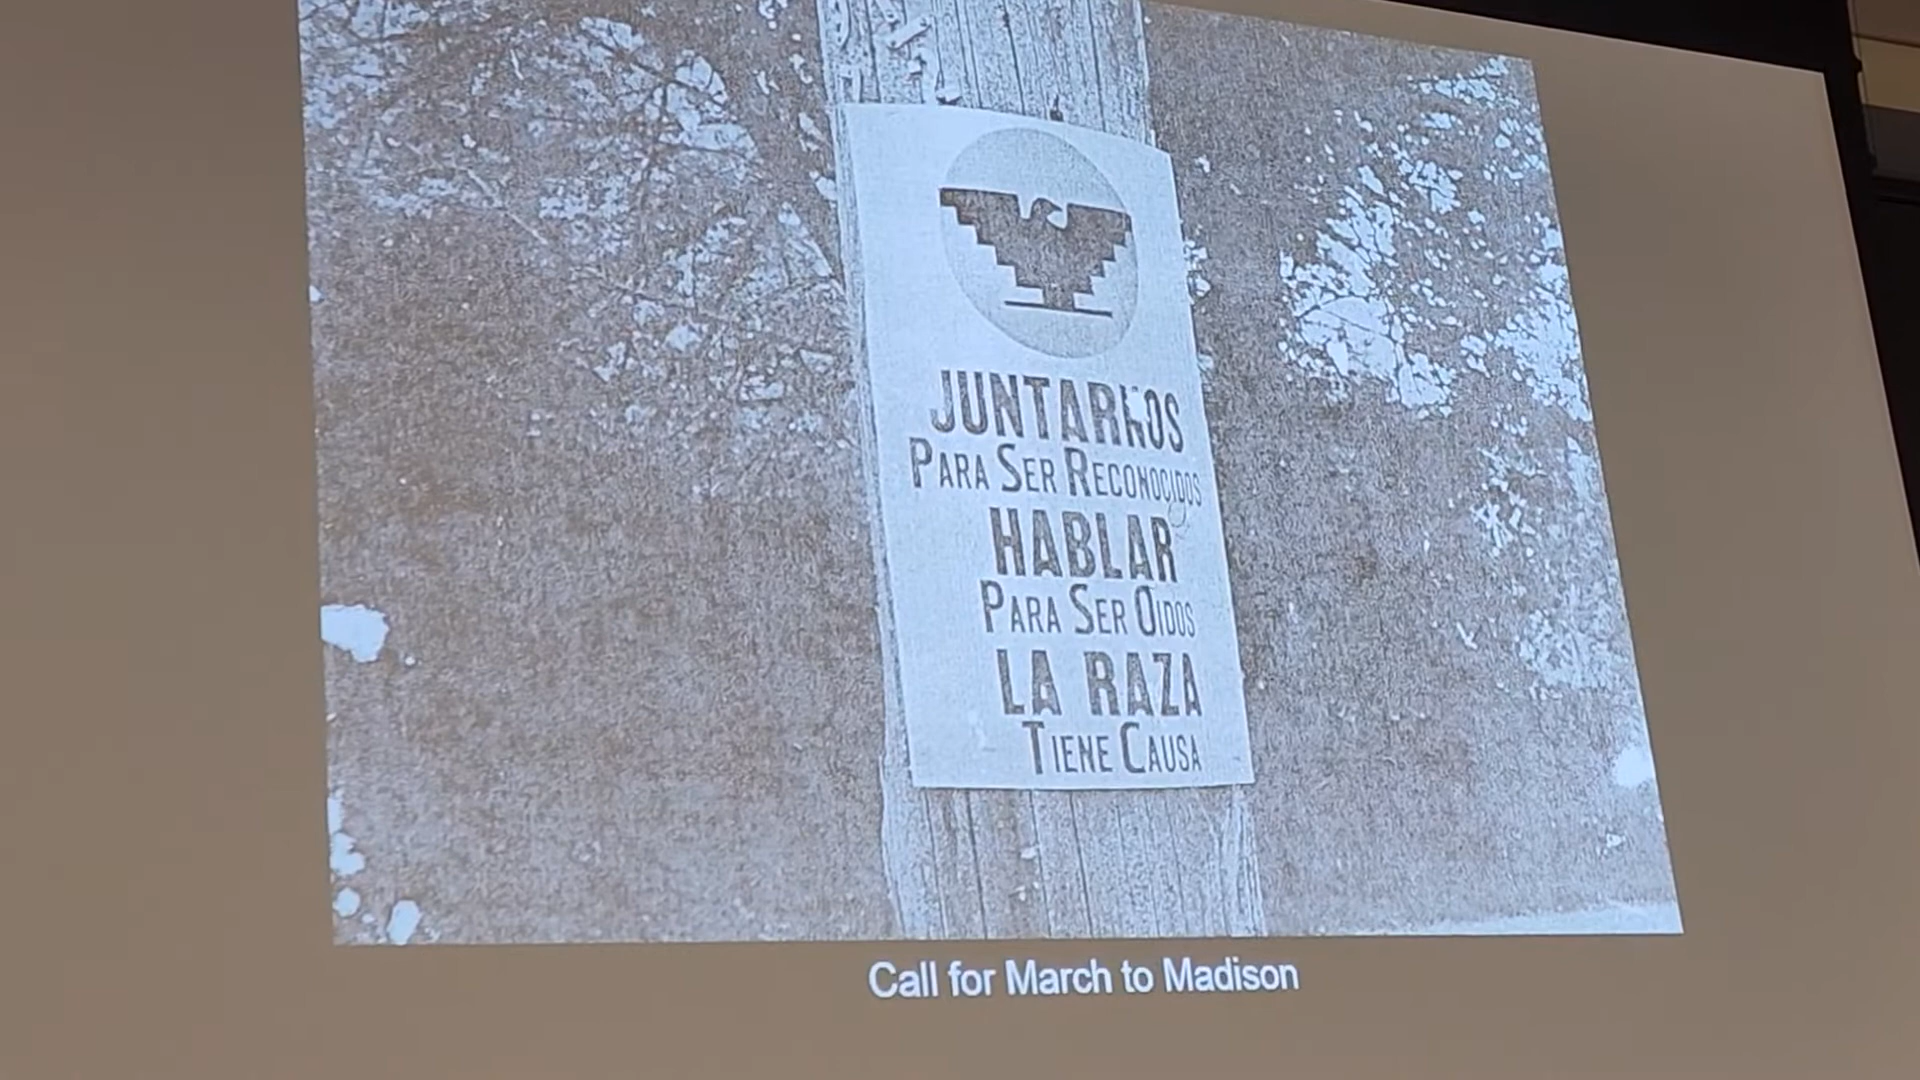 JUNTARNOS
PARA SER RECONOCIDOS
HABLAR
PARA SER OIDOS
LA RAZA
TIENE CAUSA
Call for March to Madison